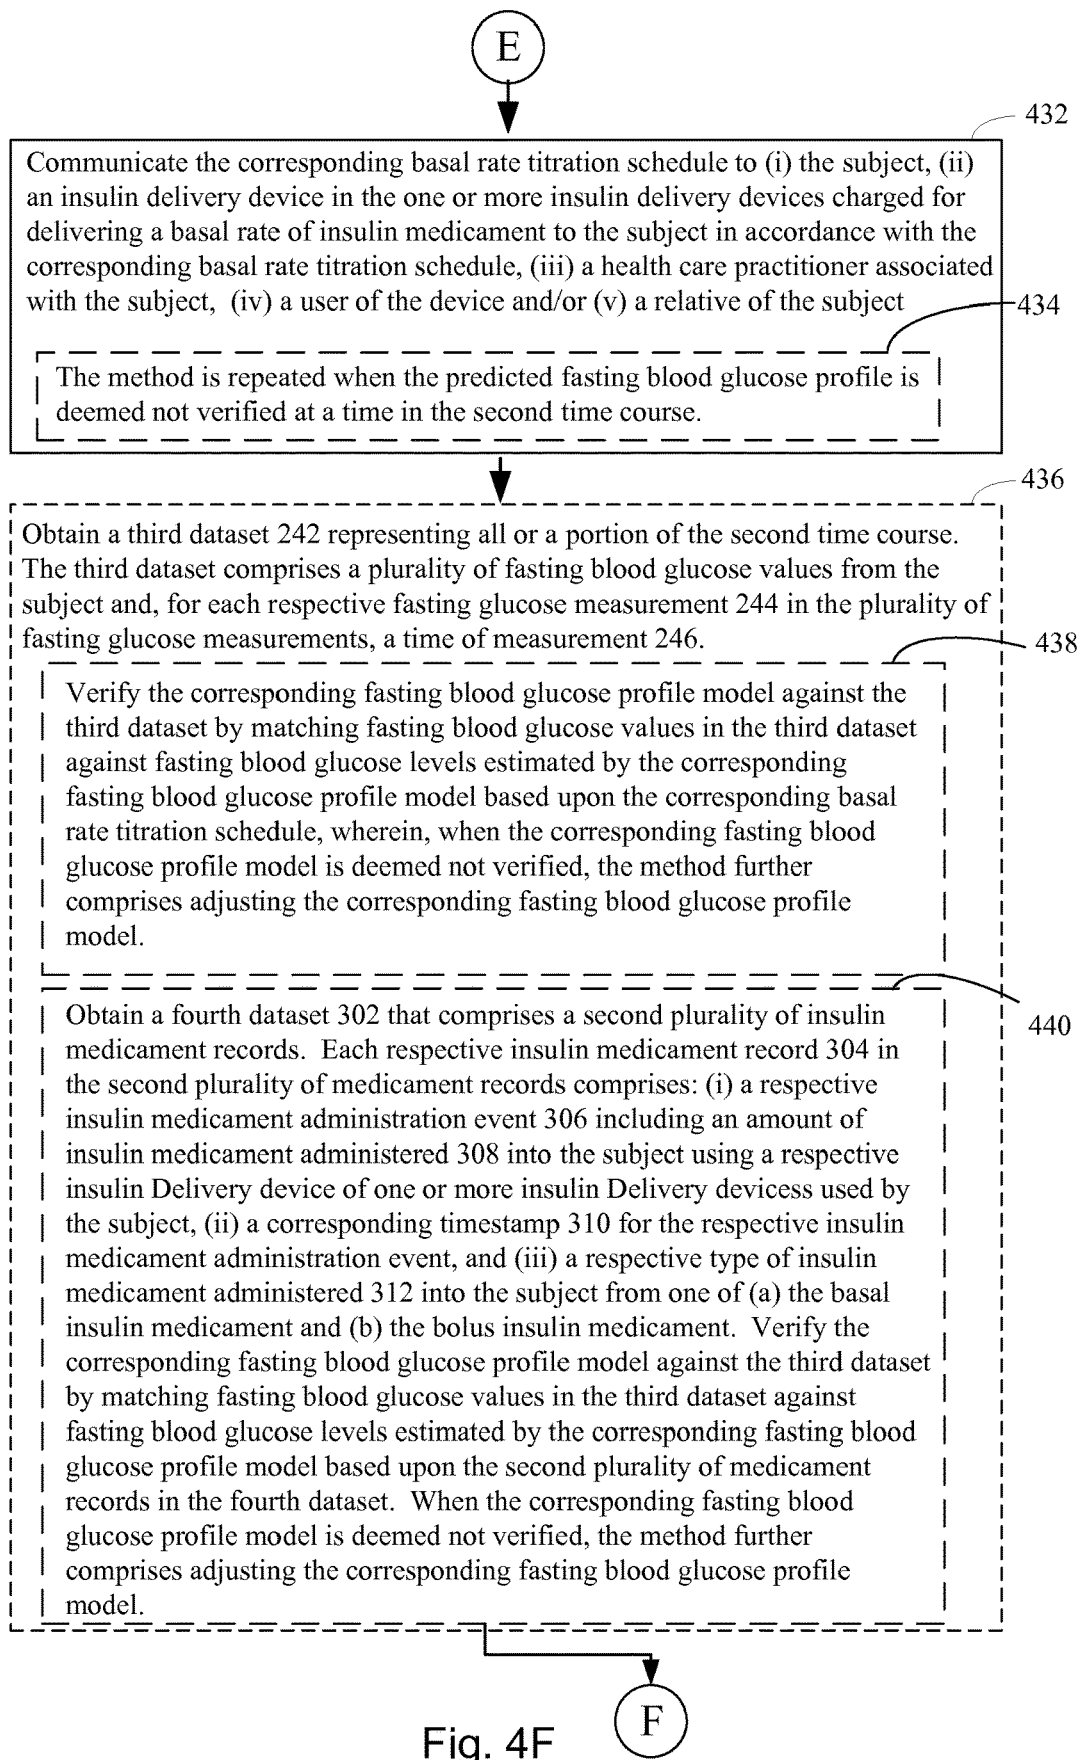 E
432
Communicate the corresponding basal rate titration schedule to (i) the subject, (ii)
an insulin delivery device in the one or more insulin delivery devices charged for
delivering a basal rate of insulin medicament to the subject in accordance with the
corresponding basal rate titration schedule, (iii) a health care practitioner associated
with the subject, (iv) a user of the device and/or (v) a relative of the subject
434
The method is repeated when the predicted fasting blood glucose profile is
deemed not verified at a time in the second time course.
436
Obtain a third dataset 242 representing all or a portion of the second time course.
The third dataset comprises a plurality of fasting blood glucose values from the
subject and, for each respective fasting glucose measurement 244 in the plurality of
fasting glucose measurements, a time of measurement 246.
438
Verify the corresponding fasting blood glucose profile model against the
third dataset by matching fasting blood glucose values in the third dataset
against fasting blood glucose levels estimated by the corresponding
fasting blood glucose profile model based upon the corresponding basal
rate titration schedule, wherein, when the corresponding fasting blood
glucose profile model is deemed not verified, the method further
comprises adjusting the corresponding fasting blood glucose profile
model.
440
Obtain a fourth dataset 302 that comprises a second plurality of insulin
medicament records. Each respective insulin medicament record 304 in
the second plurality of medicament records comprises: (i) a respective
insulin medicament administration event 306 including an amount of
insulin medicament administered 308 into the subject using a respective
insulin Delivery device of one or more insulin Delivery devicess used by
the subject, (ii) a corresponding timestamp 310 for the respective insulin
medicament administration event, and (iii) a respective type of insulin
medicament administered 312 into the subject from one of (a) the basal
insulin medicament and (b) the bolus insulin medicament. Verify the
corresponding fasting blood glucose profile model against the third dataset
by matching fasting blood glucose values in the third dataset against
fasting blood glucose levels estimated by the corresponding fasting blood
glucose profile model based upon the second plurality of medicament
records in the fourth dataset. When the corresponding fasting blood
glucose profile model is deemed not verified, the method further
comprises adjusting the corresponding fasting blood glucose profile
model.
F
Fig. 4F